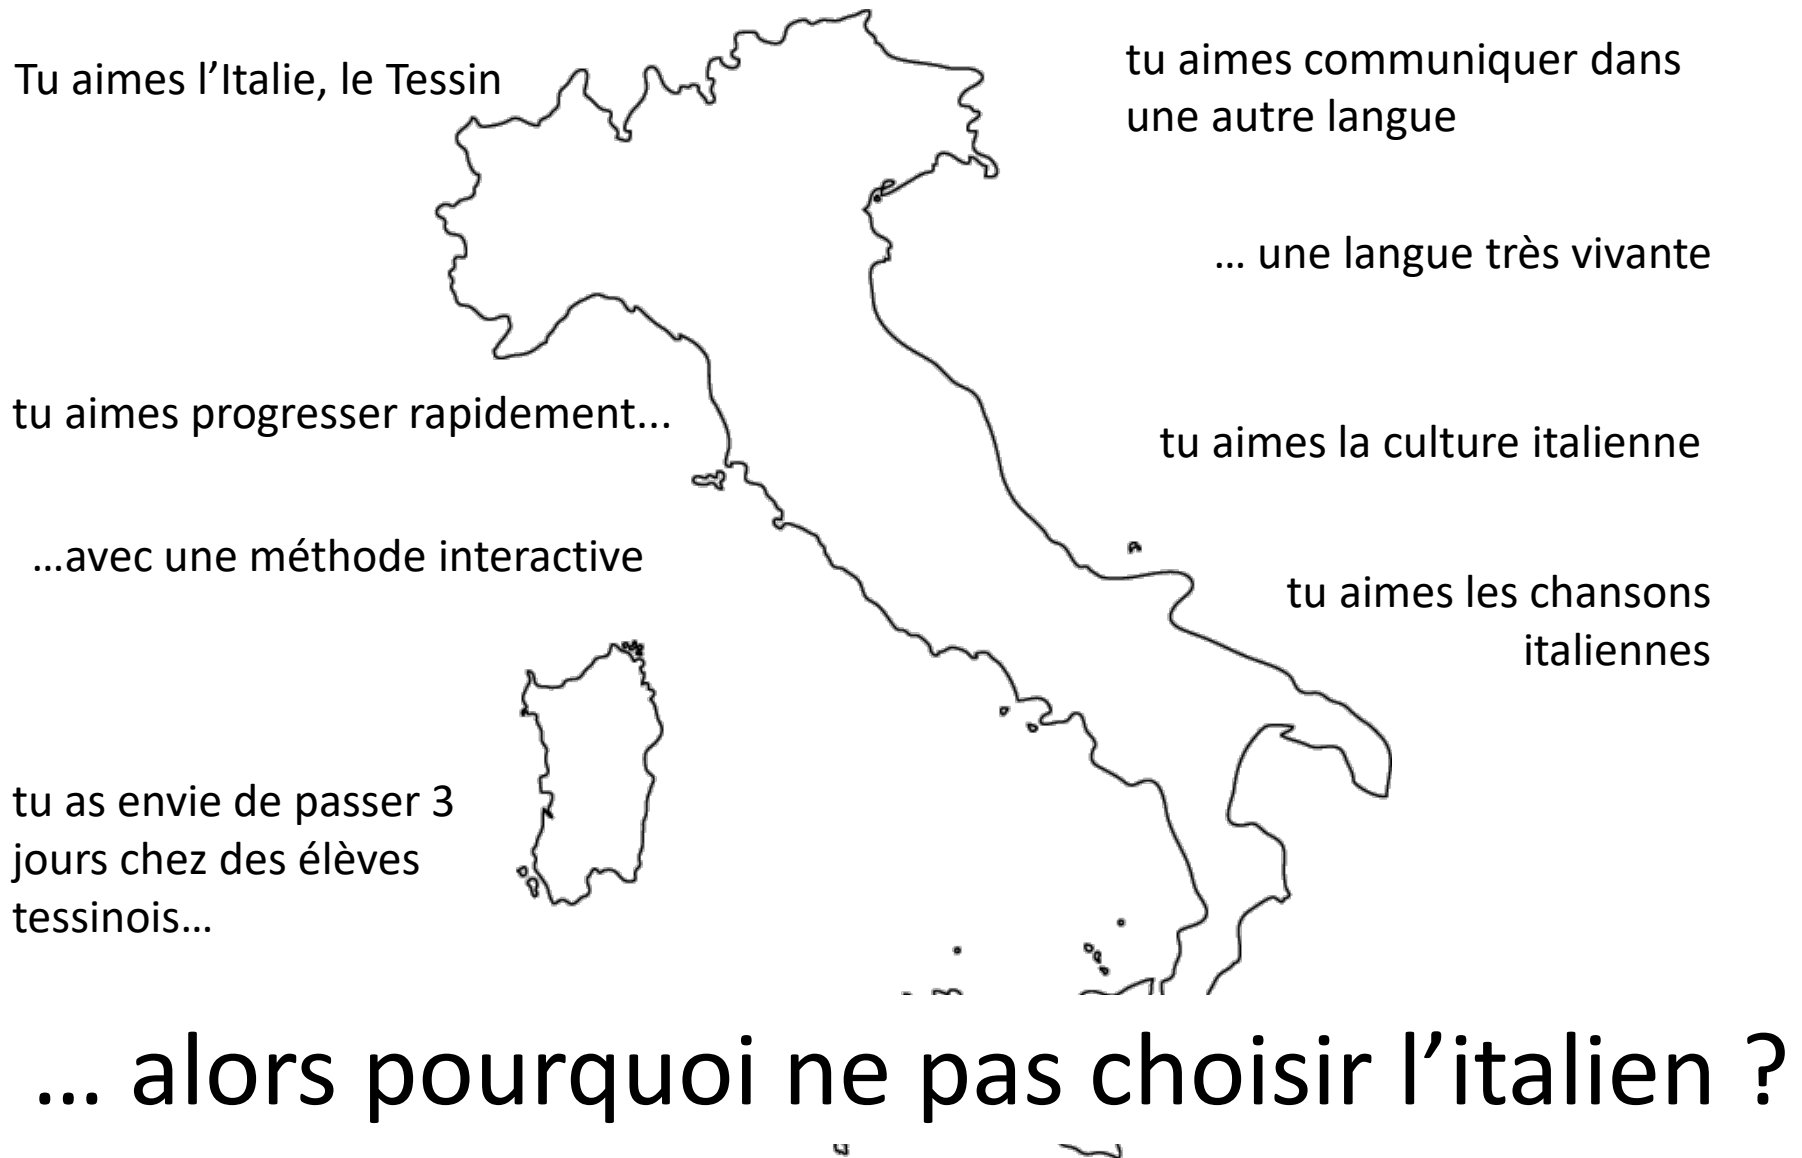 Tu aimes l’Italie, le Tessin
tu aimes communiquer dans
une autre langue
… une langue très vivante
tu aimes progresser rapidement...
tu aimes la culture italienne
…avec une méthode interactive
tu aimes les chansons
italiennes
tu as envie de passer 3
jours chez des élèves
tessinois…
… alors pourquoi ne pas choisir l’italien ?